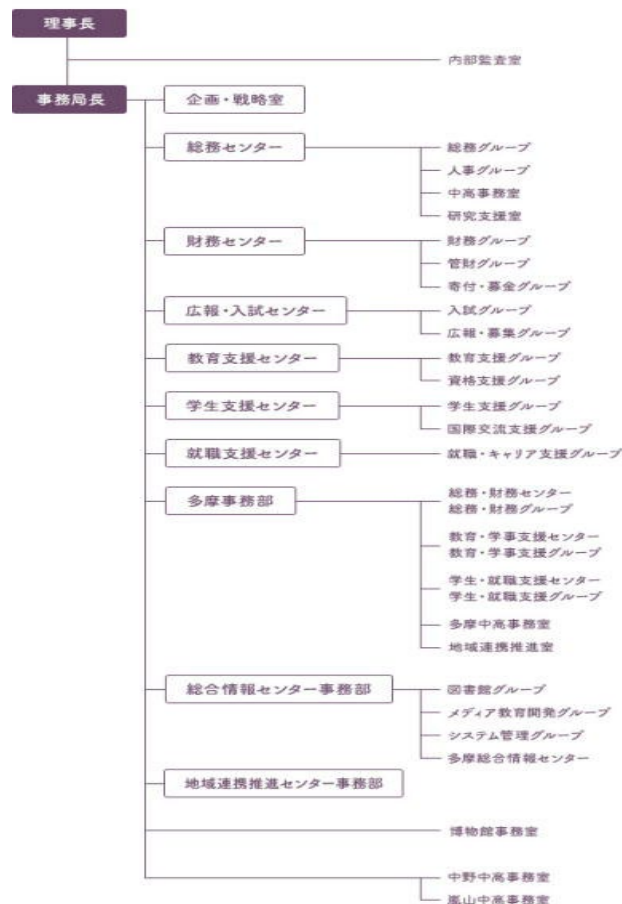 理事長
内部監査室
事務局長
企画・戦略室
総務センター
総務グループ
人事グループ
中高事務室
研究支援室
財務センター
財務グループ
管財グループ
寄付・募金グループ
広報・入試センター
入試グループ
広報・募集グループ
教育支援センター
教育支援グループ
資格支援グループ
学生支援センター
学生支援グループ
国際交流支援グループ
就職支援センター
就職・キャリア支援グループ
多摩事務部
総務・財務センター
総務・財務グループ
教育・学事支援センター
教育・学事支援グループ
学生・就職支援センター
学生・就職支援グループ
多摩中高事務室
地域連携推進室
総合情報センター事務部
図書館グループ
メディア教育開発グループ
システム管理グループ
多摩総合情報センター
地域連携推進センター事務部
博物館事務室
中野中高事務室
嵐山中高事務室